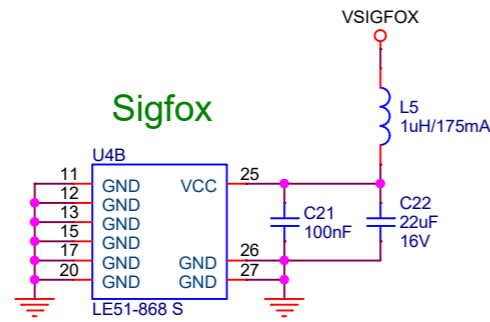 VSIGFOX
L5
1uH/175mA
Sigfox
U4B
11 GND VCC 25
12 GND
13 GND
15 GND
17 GND GND 26
20 GND GND 27
LE51-868 S
C21
100nF
C22
22uF
16V